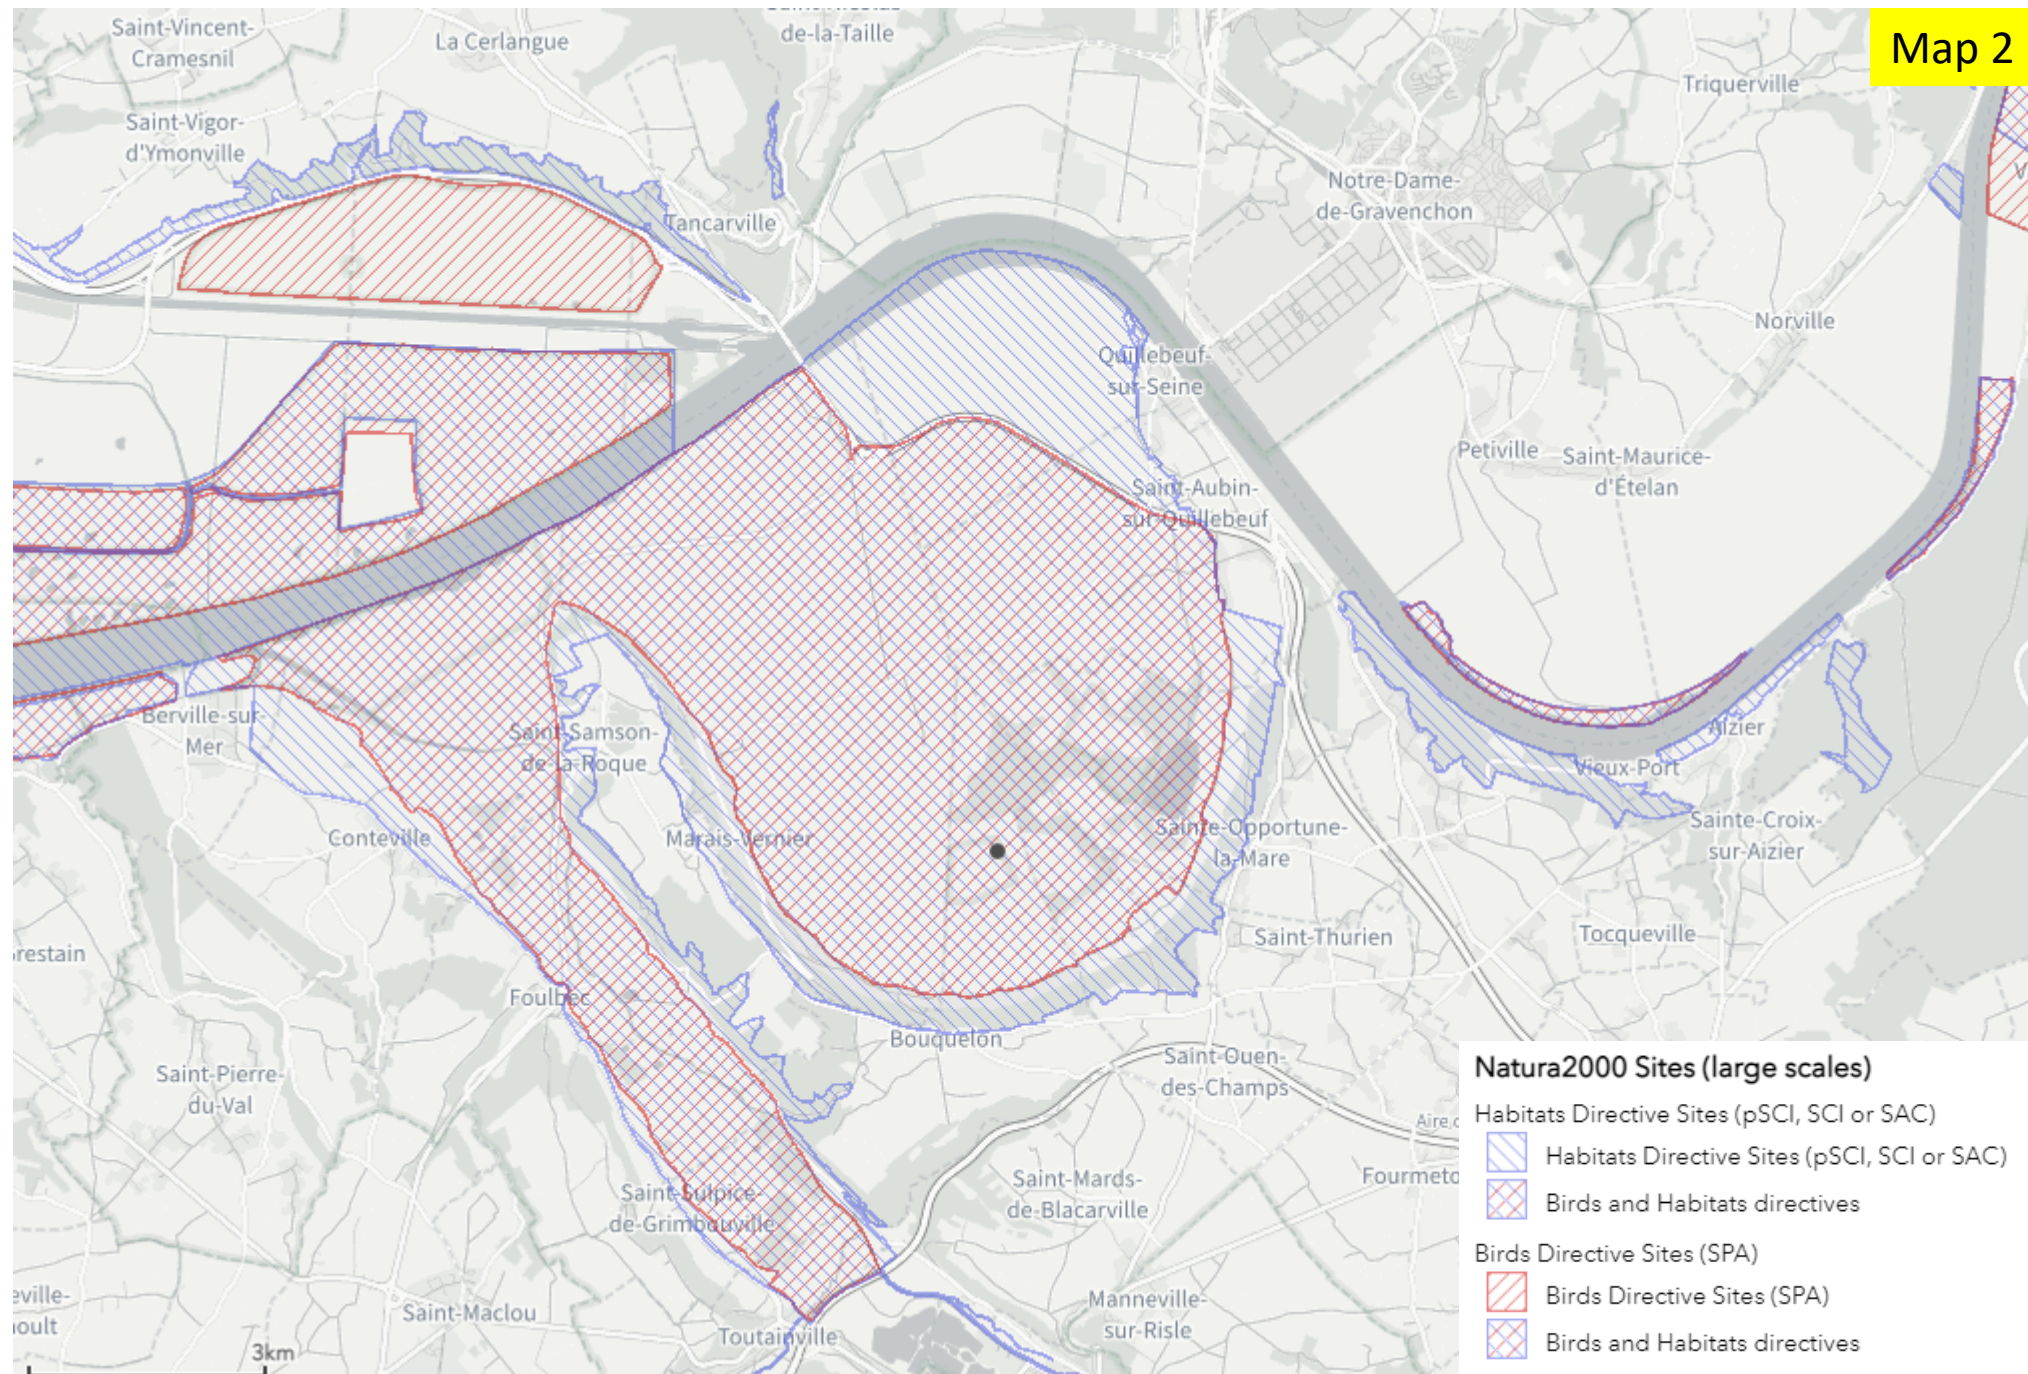 Map 2
Saint-Vincent-
Cramesnil
La Cerlangue
de-la-Taille
Triquerville
Saint-Vigor-
d'Ymonville
Notre-Dame-
de-Gravenchon
Tancarville
Norville
Quillebeuf-
sur-Seine
Petiville
Saint-Maurice-
d'Ételan
Saint-Aubin-
sur-Quillebeuf
Berville-sur-
Mer
Saint-Samson-
de-la-Roque
Aizier
Vieux-Port
Conteville
Marais-Vernier
Sainte-Opportune-
la-Mare
Sainte-Croix-
sur-Aizier
Saint-Thurien
Tocqueville
restain
Foulbec
Bouquelon
Saint-Ouen-
des-Champs
Saint-Pierre-
du-Val
Aire
Saint-Mards-
de-Blacarville
Fourmeto
Saint-Sulpice-
de-Grimbouville
eville-
oult
Saint-Maclou
Manneville-
sur-Risle
Toutainville
3km
Natura2000 Sites (large scales)
Habitats Directive Sites (pSCI, SCI or SAC)
Habitats Directive Sites (pSCI, SCI or SAC)
Birds and Habitats directives
Birds Directive Sites (SPA)
Birds Directive Sites (SPA)
Birds and Habitats directives